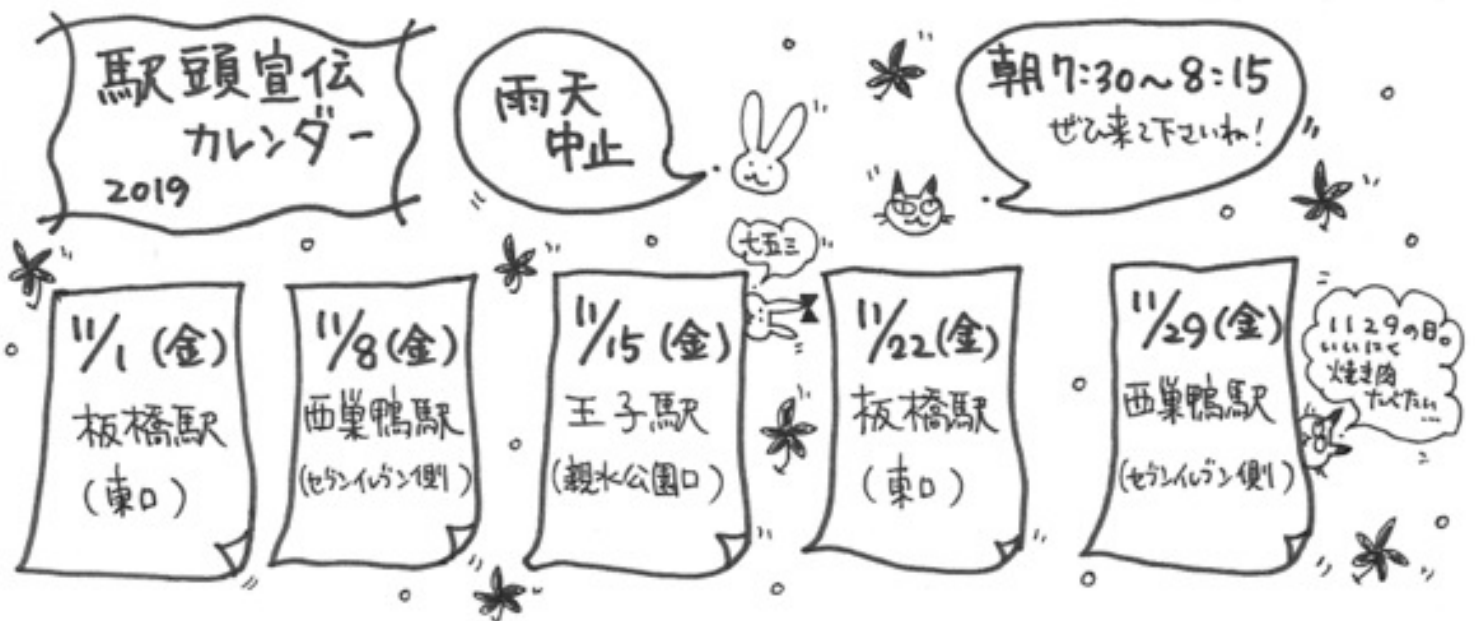 駅頭宣伝
カレンダー
2019
雨天
中止
朝7:30〜8:15
ぜひ来て下さいね!
七五三
11/1(金)
板橋駅
(東口)
11/8(金)
西巣鴨駅
(セブンイレブン側)
11/15(金)
王子駅
(親水公園口)
11/22(金)
板橋駅
(東口)
11/29(金)
西巣鴨駅
(セブンイレブン側)
1129の日。
いいにく
焼き肉
たべたい…